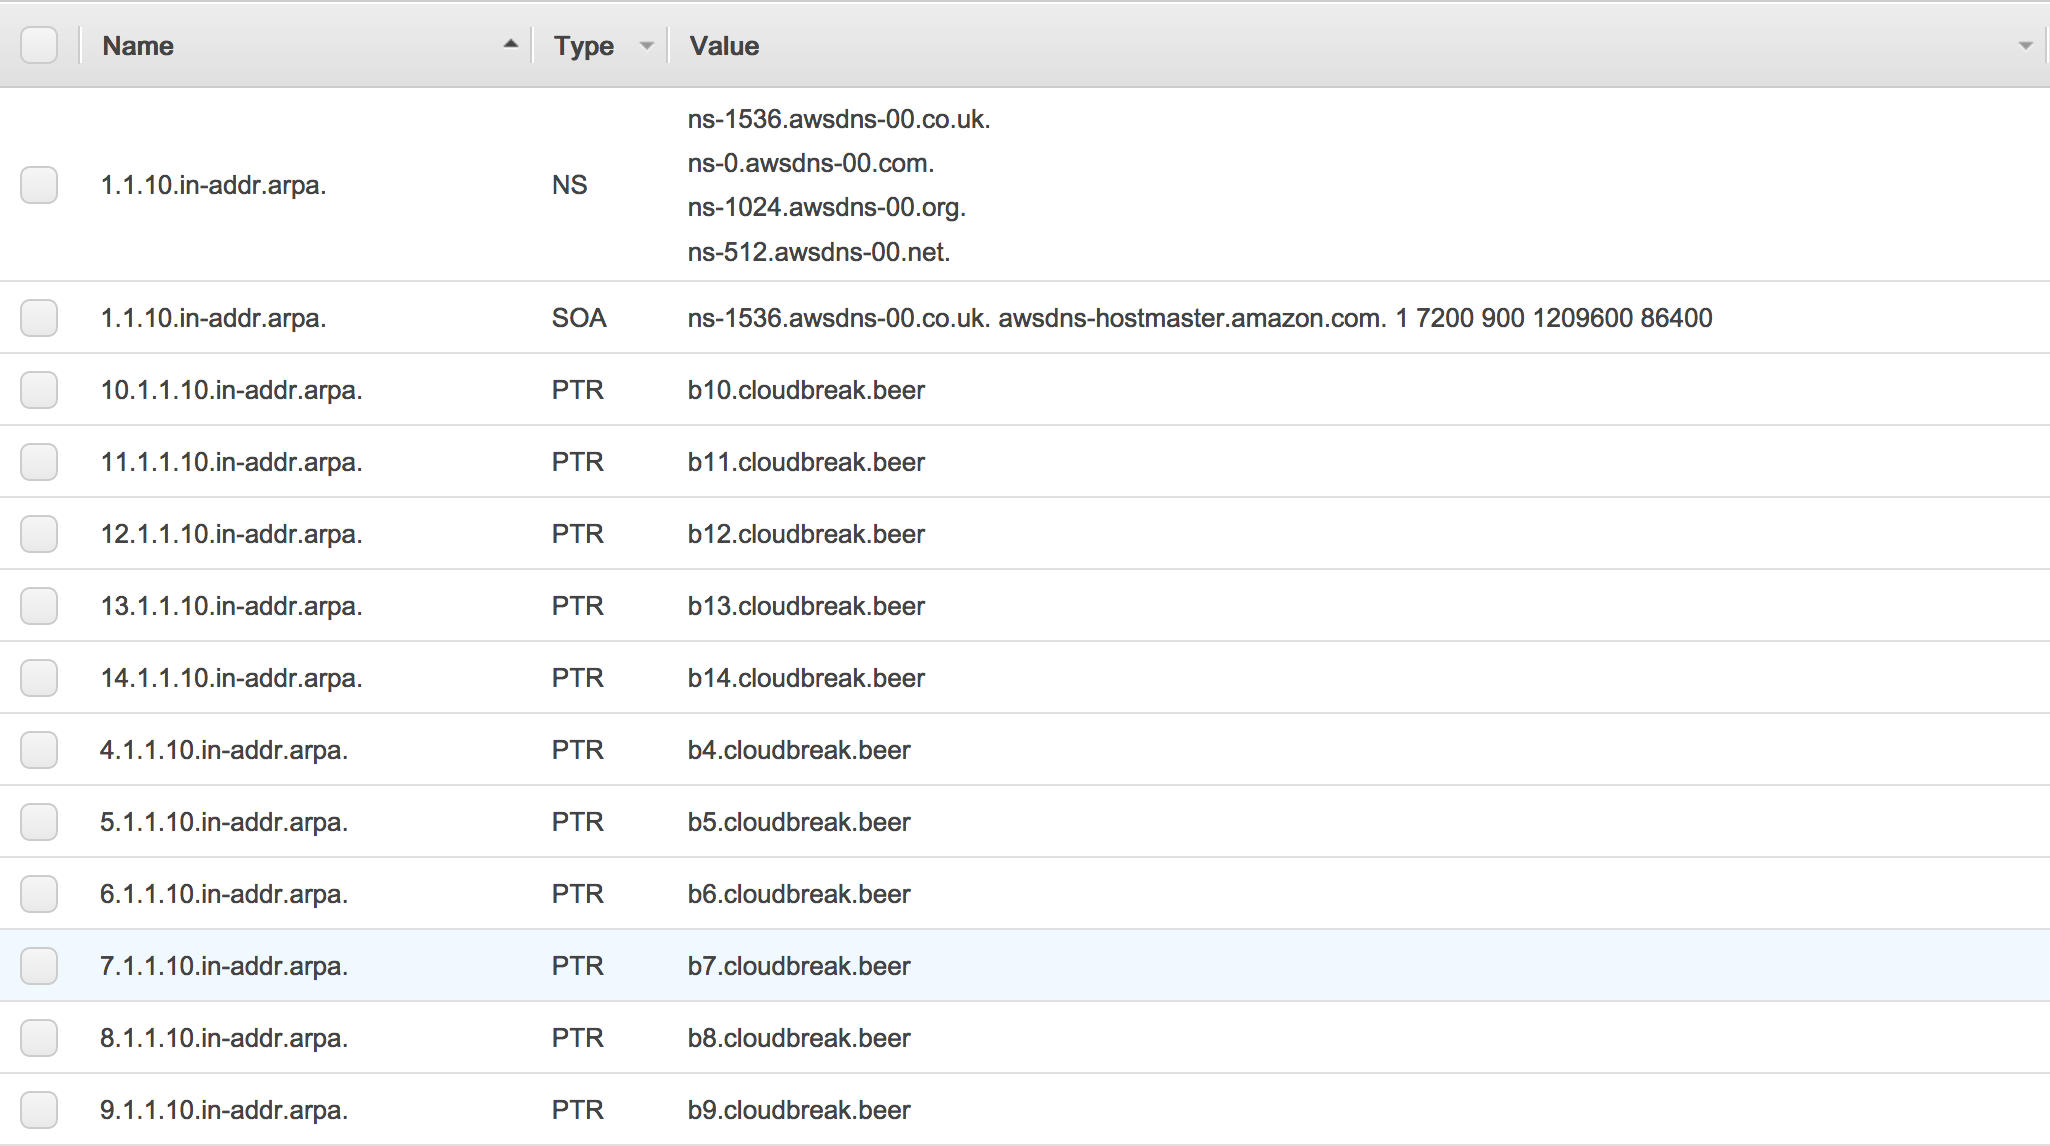 Name Type Value
ns-1536.awsdns-00.co.uk.
ns-0.awsdns-00.com.
1.1.10.in-addr.arpa. NS
ns-1024.awsdns-00.org.
ns-512.awsdns-00.net.
1.1.10.in-addr.arpa. SOA ns-1536.awsdns-00.co.uk. awsdns-hostmaster.amazon.com. 1 7200 900 1209600 86400
10.1.1.10.in-addr.arpa. PTR b10.cloudbreak.beer
11.1.1.10.in-addr.arpa. PTR b11.cloudbreak.beer
12.1.1.10.in-addr.arpa. PTR b12.cloudbreak.beer
13.1.1.10.in-addr.arpa. PTR b13.cloudbreak.beer
14.1.1.10.in-addr.arpa. PTR b14.cloudbreak.beer
4.1.1.10.in-addr.arpa. PTR b4.cloudbreak.beer
5.1.1.10.in-addr.arpa. PTR b5.cloudbreak.beer
6.1.1.10.in-addr.arpa. PTR b6.cloudbreak.beer
7.1.1.10.in-addr.arpa. PTR b7.cloudbreak.beer
8.1.1.10.in-addr.arpa. PTR b8.cloudbreak.beer
9.1.1.10.in-addr.arpa. PTR b9.cloudbreak.beer